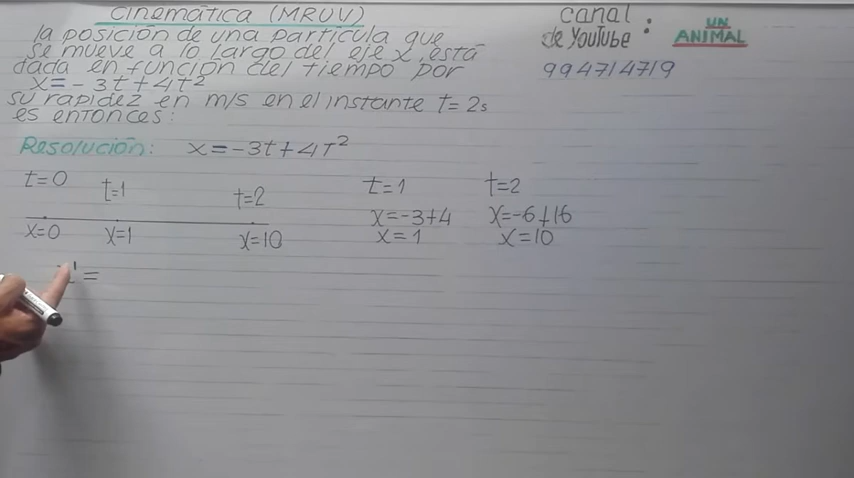 cinemática (MRUV)
canal de YouTube :
UN ANIMAL
994714719
la posición de una partícula que
se mueve a lo largo del eje x está
dada en función del tiempo por
x=-3t+4t²
su rapidez en m/s en el instante t=2s
es entonces:
Resolución: x=-3t+4t²
t=0 t=1 t=2
x=0 x=1 x=10
t=1
x=-3+4
x=1
t=2
x=-6+16
x=10
=